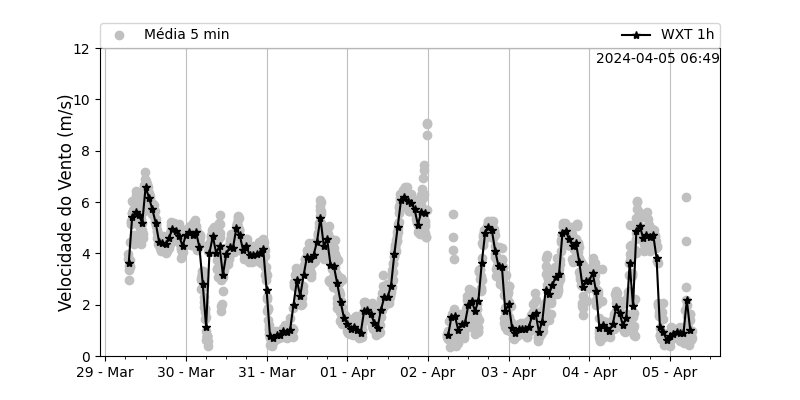 Média 5 min
WXT 1h
2024-04-05 06:49
Velocidade do Vento (m/s)
12
10
8
6
4
2
0
29 - Mar
30 - Mar
31 - Mar
01 - Apr
02 - Apr
03 - Apr
04 - Apr
05 - Apr